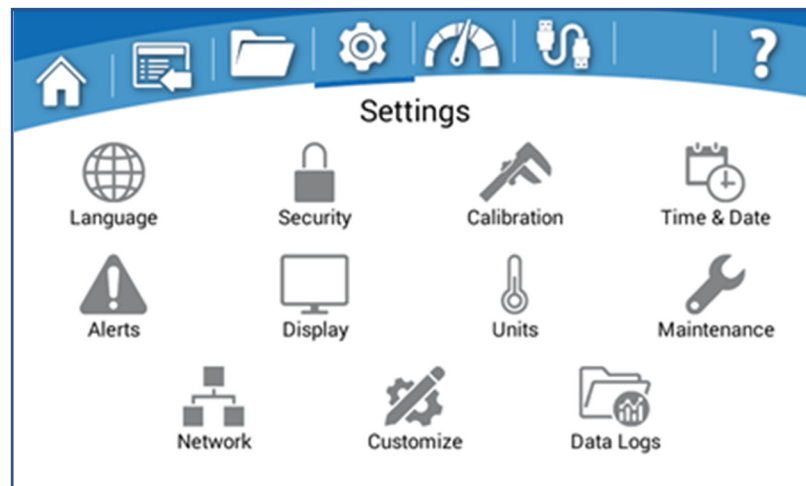 ?
Settings
Language Security Calibration Time & Date
Alerts Display Units Maintenance
Network Customize Data Logs